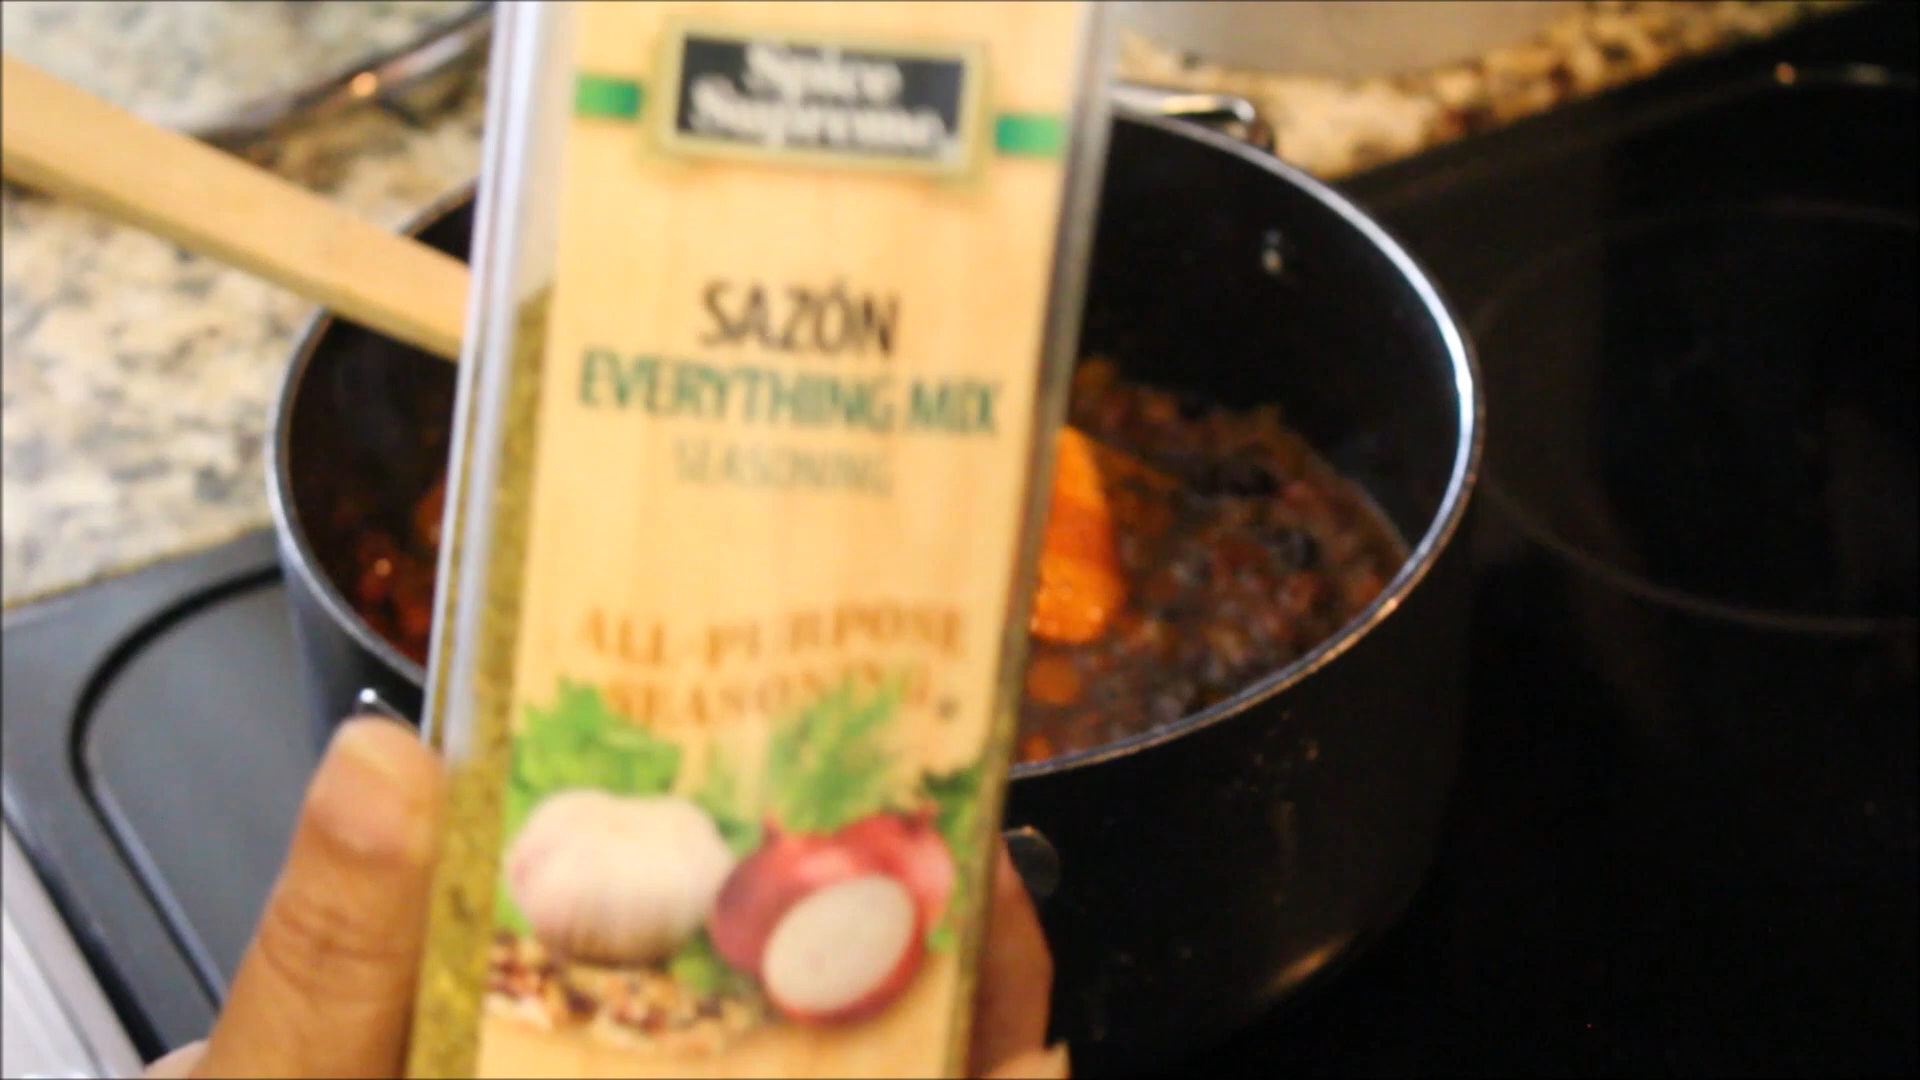 Spice
Supreme
SAZÓN
EVERYTHING MIX
SEASONING
ALL-PURPOSE
SEASONING